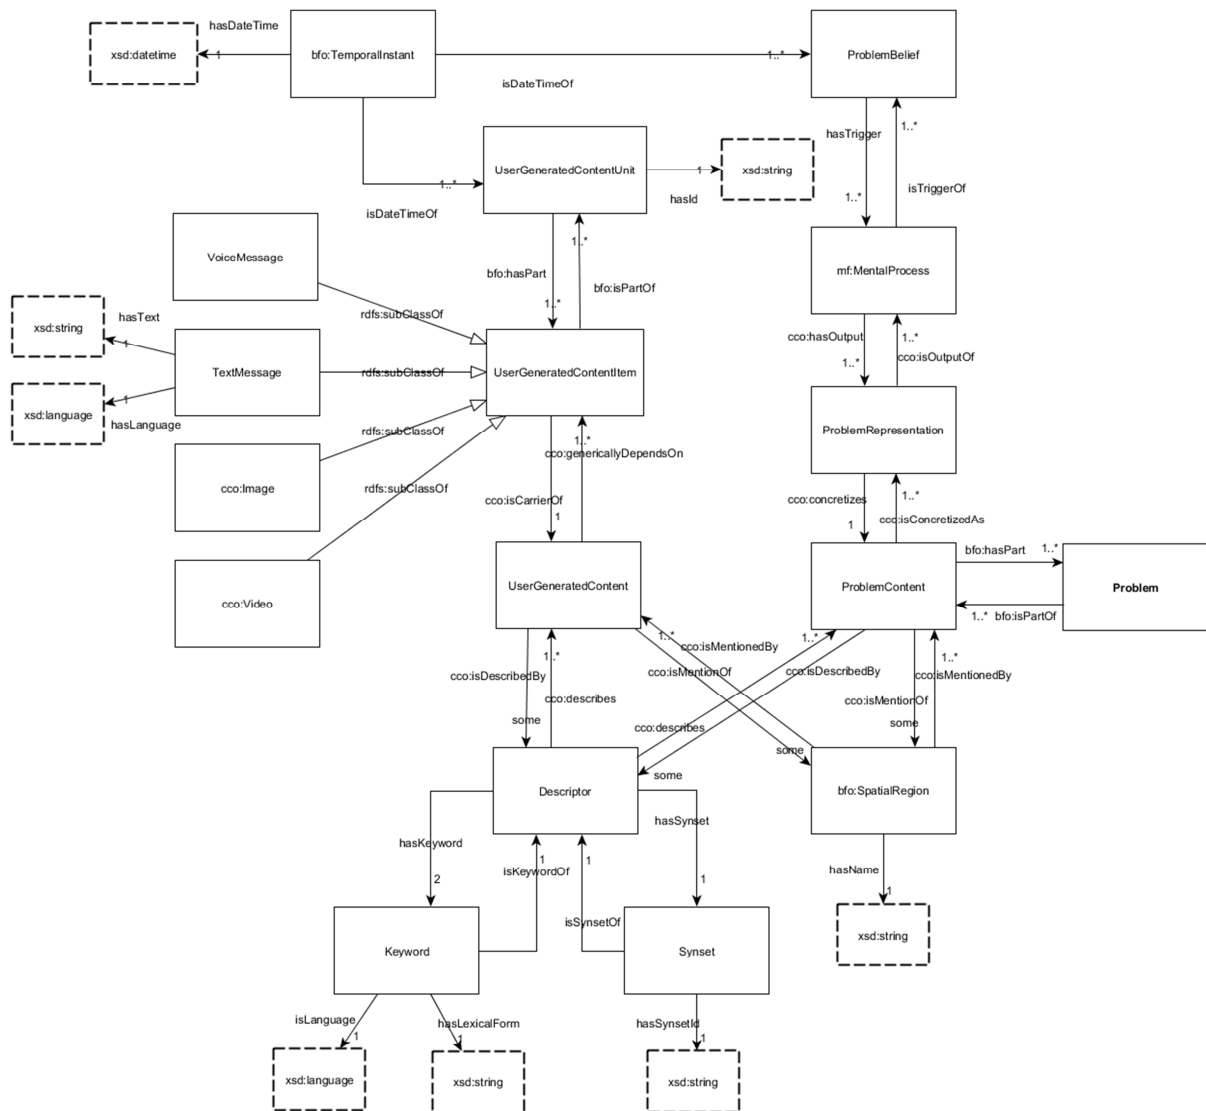 hasDateTime
xsd:datetime
1
bfo:TemporalInstant
1..*
ProblemBelief
isDateTimeOf
hasTrigger
1..*
UserGeneratedContentUnit
1
xsd:string
hasId
1..*
isDateTimeOf
isTriggerOf
1..*
VoiceMessage
1..*
bfo:hasPart
bfo:isPartOf
mf:MentalProcess
1..*
rdfs:subClassOf
hasText
xsd:string
1
cco:hasOutput
1..*
cco:isOutputOf
1..*
TextMessage
rdfs:subClassOf
UserGeneratedContentItem
xsd:language
1
hasLanguage
rdfs:subClassOf
ProblemRepresentation
1..*
cco:genericallyDependsOn
cco:Image
rdfs:subClassOf
cco:isCarrierOf
1
cco:concretizes
1..*
1
cco:isConcretizedAs
bfo:hasPart
1..*
UserGeneratedContent
ProblemContent
Problem
cco:Video
1..*
bfo:isPartOf
1..*
cco:isMentionedBy
1..*
1..*
1..*
cco:isDescribedBy
cco:isMentionOf
cco:isDescribedBy
cco:isMentionedBy
cco:describes
cco:isMentionOf
some
cco:describes
some
some
some
Descriptor
bfo:SpatialRegion
hasSynset
hasKeyword
1
1
isKeywordOf
2
1
hasName
1
isSynsetOf
xsd:string
Keyword
Synset
isLanguage
1
hasLexicalForm
1
hasSynsetId
1
xsd:language
xsd:string
xsd:string